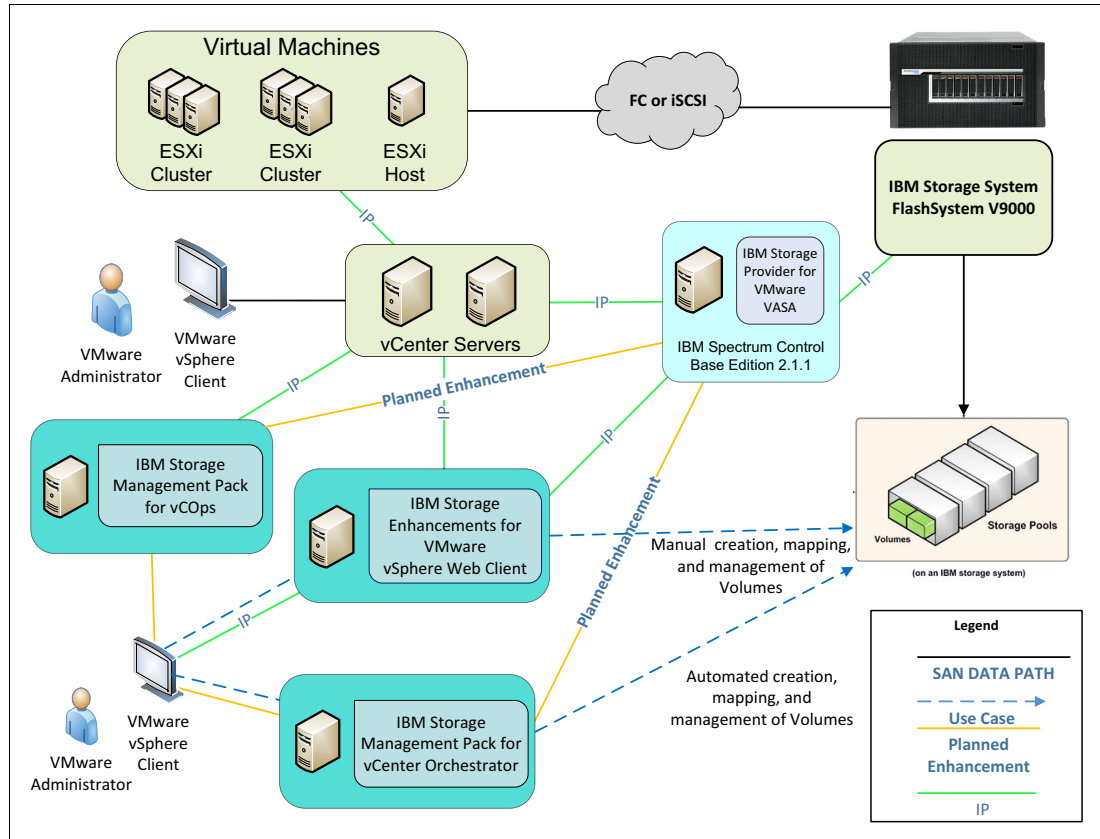 Virtual Machines
ESXi
Cluster
ESXi
Cluster
ESXi
Host
FC or iSCSI
IBM Storage System
FlashSystem V9000
IP
VMware
Administrator
VMware
vSphere
Client
vCenter Servers
IP
IBM Storage
Provider for
VMware
VASA
IBM Spectrum Control
Base Edition 2.1.1
IP
IP
Planned Enhancement
IP
IP
IBM Storage
Management Pack
for vCOps
IBM Storage
Enhancements for
VMware
vSphere Web Client
Planned Enhancement
Manual creation, mapping,
and management of
Volumes
Volumes
Storage Pools
(on an IBM storage system)
IP
VMware
Administrator
VMware
vSphere
Client
IBM Storage
Management Pack for
vCenter Orchestrator
Automated creation,
mapping, and
management of Volumes
Legend
SAN DATA PATH
Use Case
Planned
Enhancement
IP